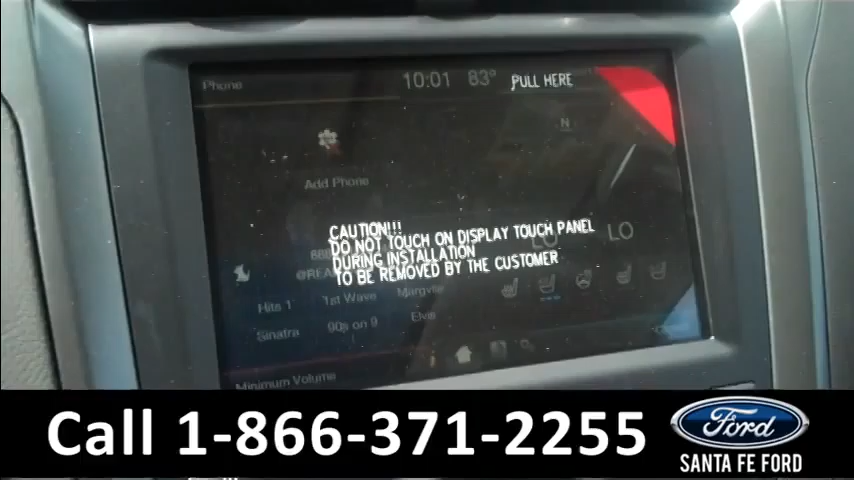 Phone 10:01 83° PULL HERE
N
Add Phone
CAUTION!!!
DO NOT TOUCH ON DISPLAY TOUCH PANEL
DURING INSTALLATION
TO BE REMOVED BY THE CUSTOMER
LO LO
Hits 1 1st Wave Margvlle
Sinatra 90s on 9 Elvis
Minimum Volume
Call 1-866-371-2255
Ford
SANTA FE FORD